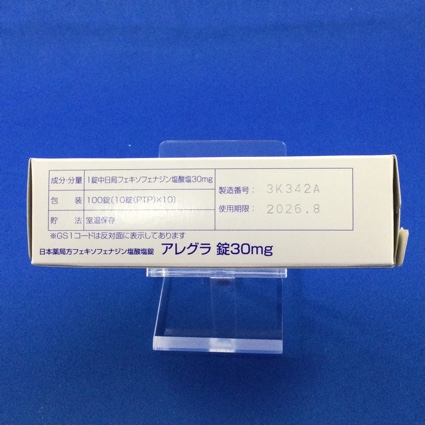 成分・分量 1錠中日局フェキソフェナジン塩酸塩30mg
包 装 100錠[10錠(PTP)×10]
貯 法 室温保存
製造番号: 3K342A
使用期限: 2026.8
※GS1コードは反対面に表示してあります
日本薬局方フェキソフェナジン塩酸塩錠 アレグラ 錠30mg